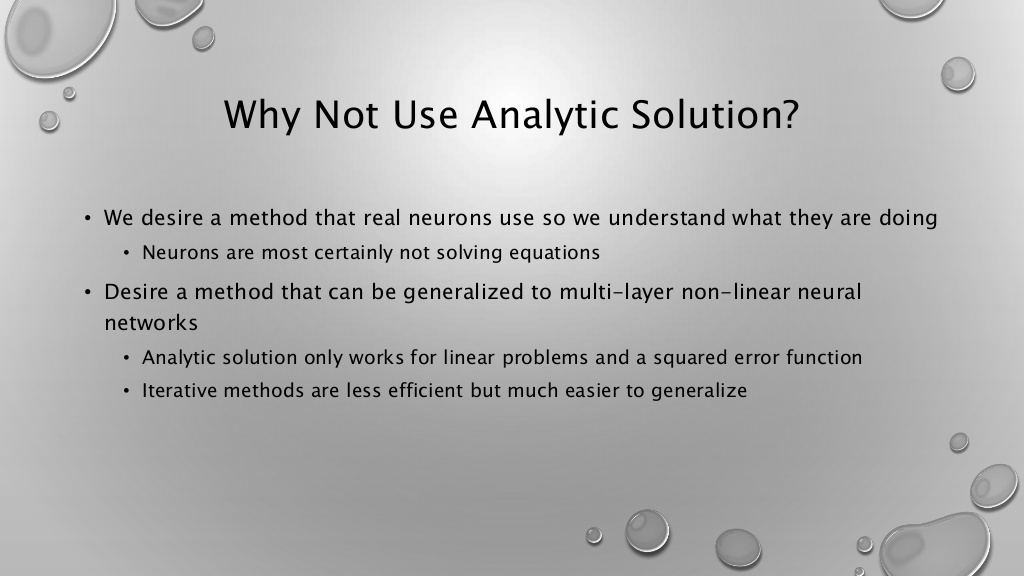 Why Not Use Analytic Solution?
• We desire a method that real neurons use so we understand what they are doing
• Neurons are most certainly not solving equations
• Desire a method that can be generalized to multi-layer non-linear neural
networks
• Analytic solution only works for linear problems and a squared error function
• Iterative methods are less efficient but much easier to generalize